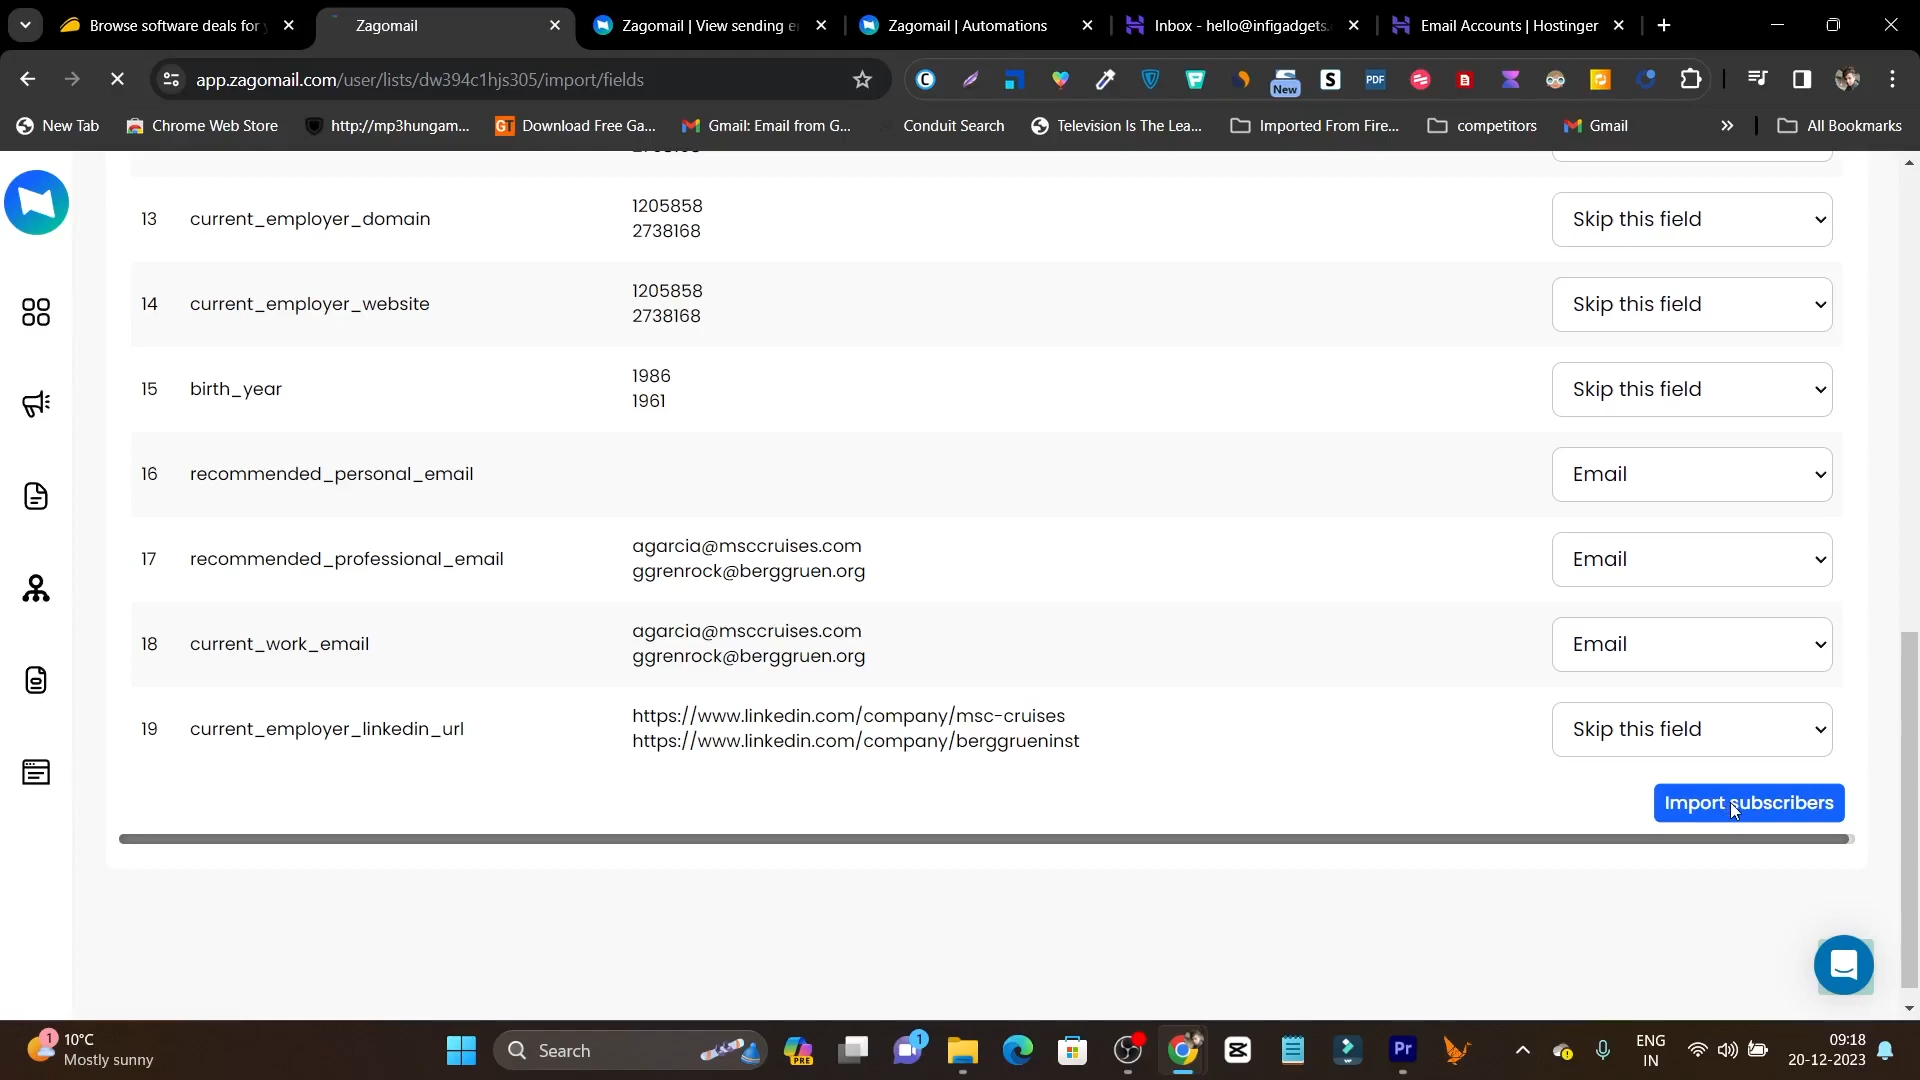 Browse software deals for
Zagomail
Zagomail | View sending e
Zagomail | Automations
Inbox - hello@infigadgets.
Email Accounts | Hostinger
app.zagomail.com/user/lists/dw394c1hjs305/import/fields
New
PDF
New Tab
Chrome Web Store
http://mp3hungam...
Download Free Ga...
Gmail: Email from G...
Conduit Search
Television Is The Lea...
Imported From Fire...
competitors
Gmail
All Bookmarks
13 current_employer_domain 1205858 Skip this field
2738168
14 current_employer_website 1205858 Skip this field
2738168
15 birth_year 1986 Skip this field
1961
16 recommended_personal_email Email
17 recommended_professional_email agarcia@msccruises.com Email
ggrenrock@berggruen.org
18 current_work_email agarcia@msccruises.com Email
ggrenrock@berggruen.org
19 current_employer_linkedin_url https://www.linkedin.com/company/msc-cruises Skip this field
https://www.linkedin.com/company/berggrueninst
Import subscribers
1
10°C
Mostly sunny
Search
PRE
1
Pr
ENG
IN
09:18
20-12-2023